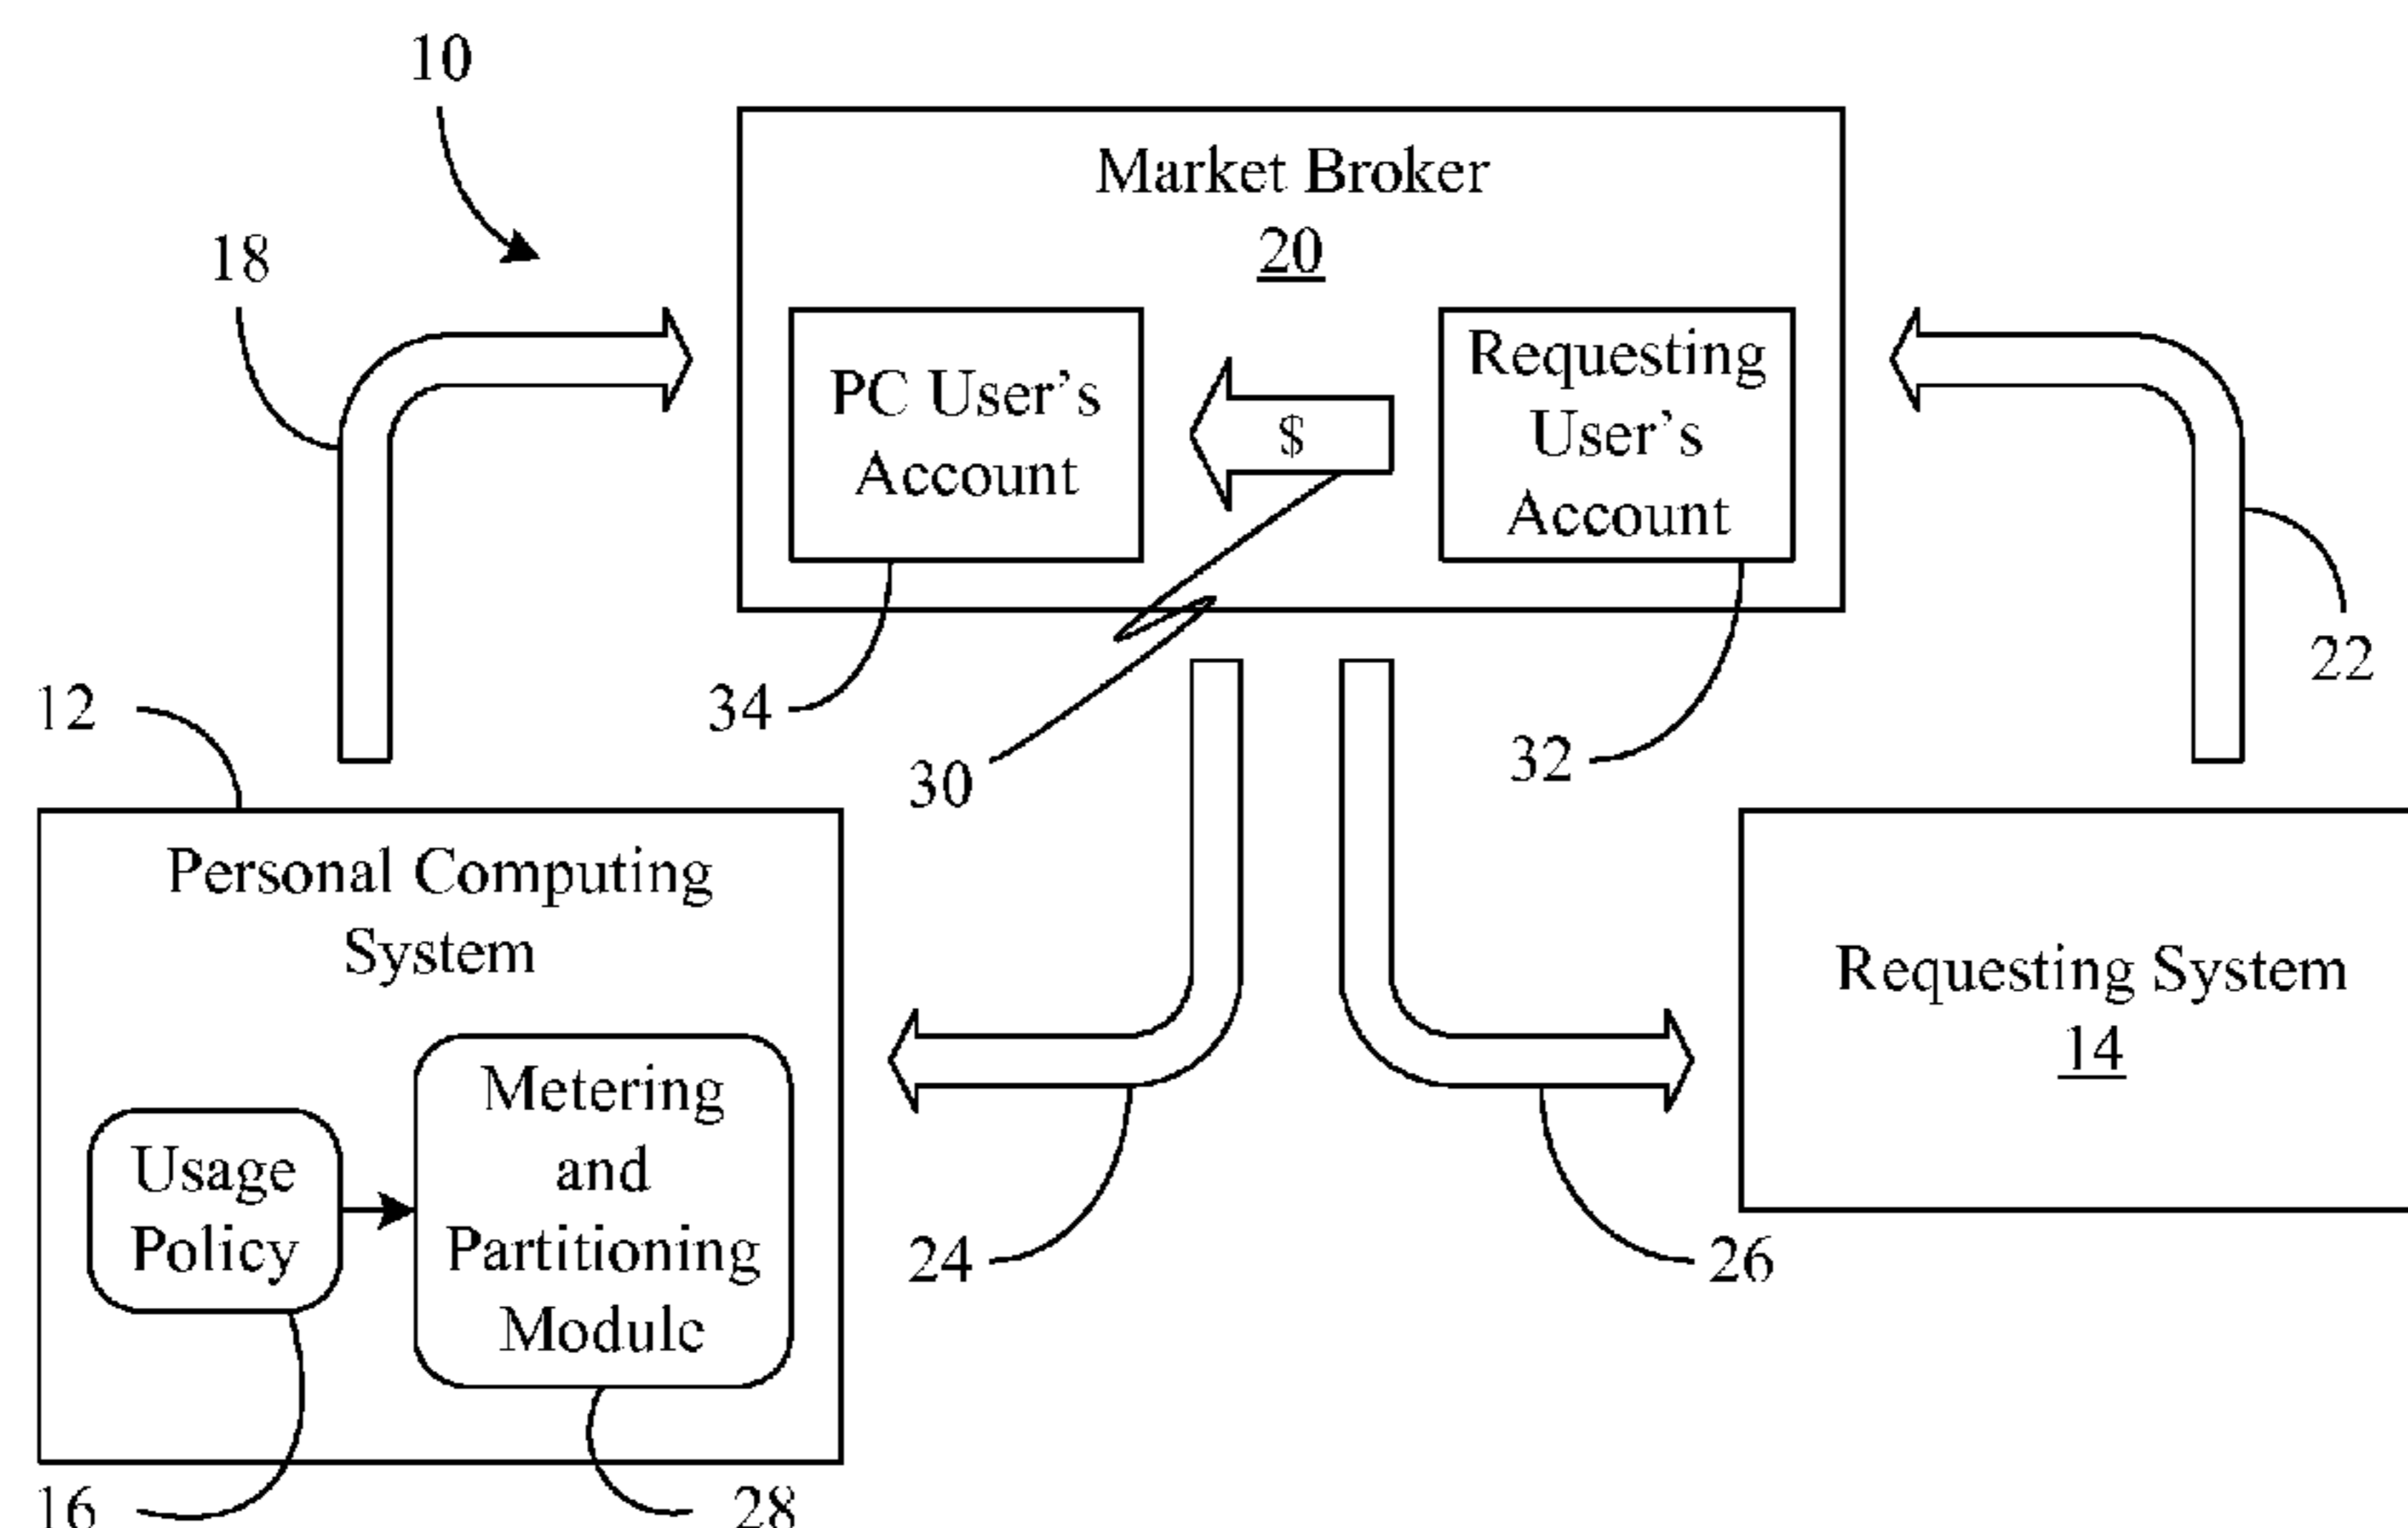 10
Market Broker
20
18
PC User's
Account
$
Requesting
User's
Account
22
12
34
30
32
Personal Computing
System
Usage
Policy
Metering
and
Partitioning
Module
Requesting System
14
24
26
16
28